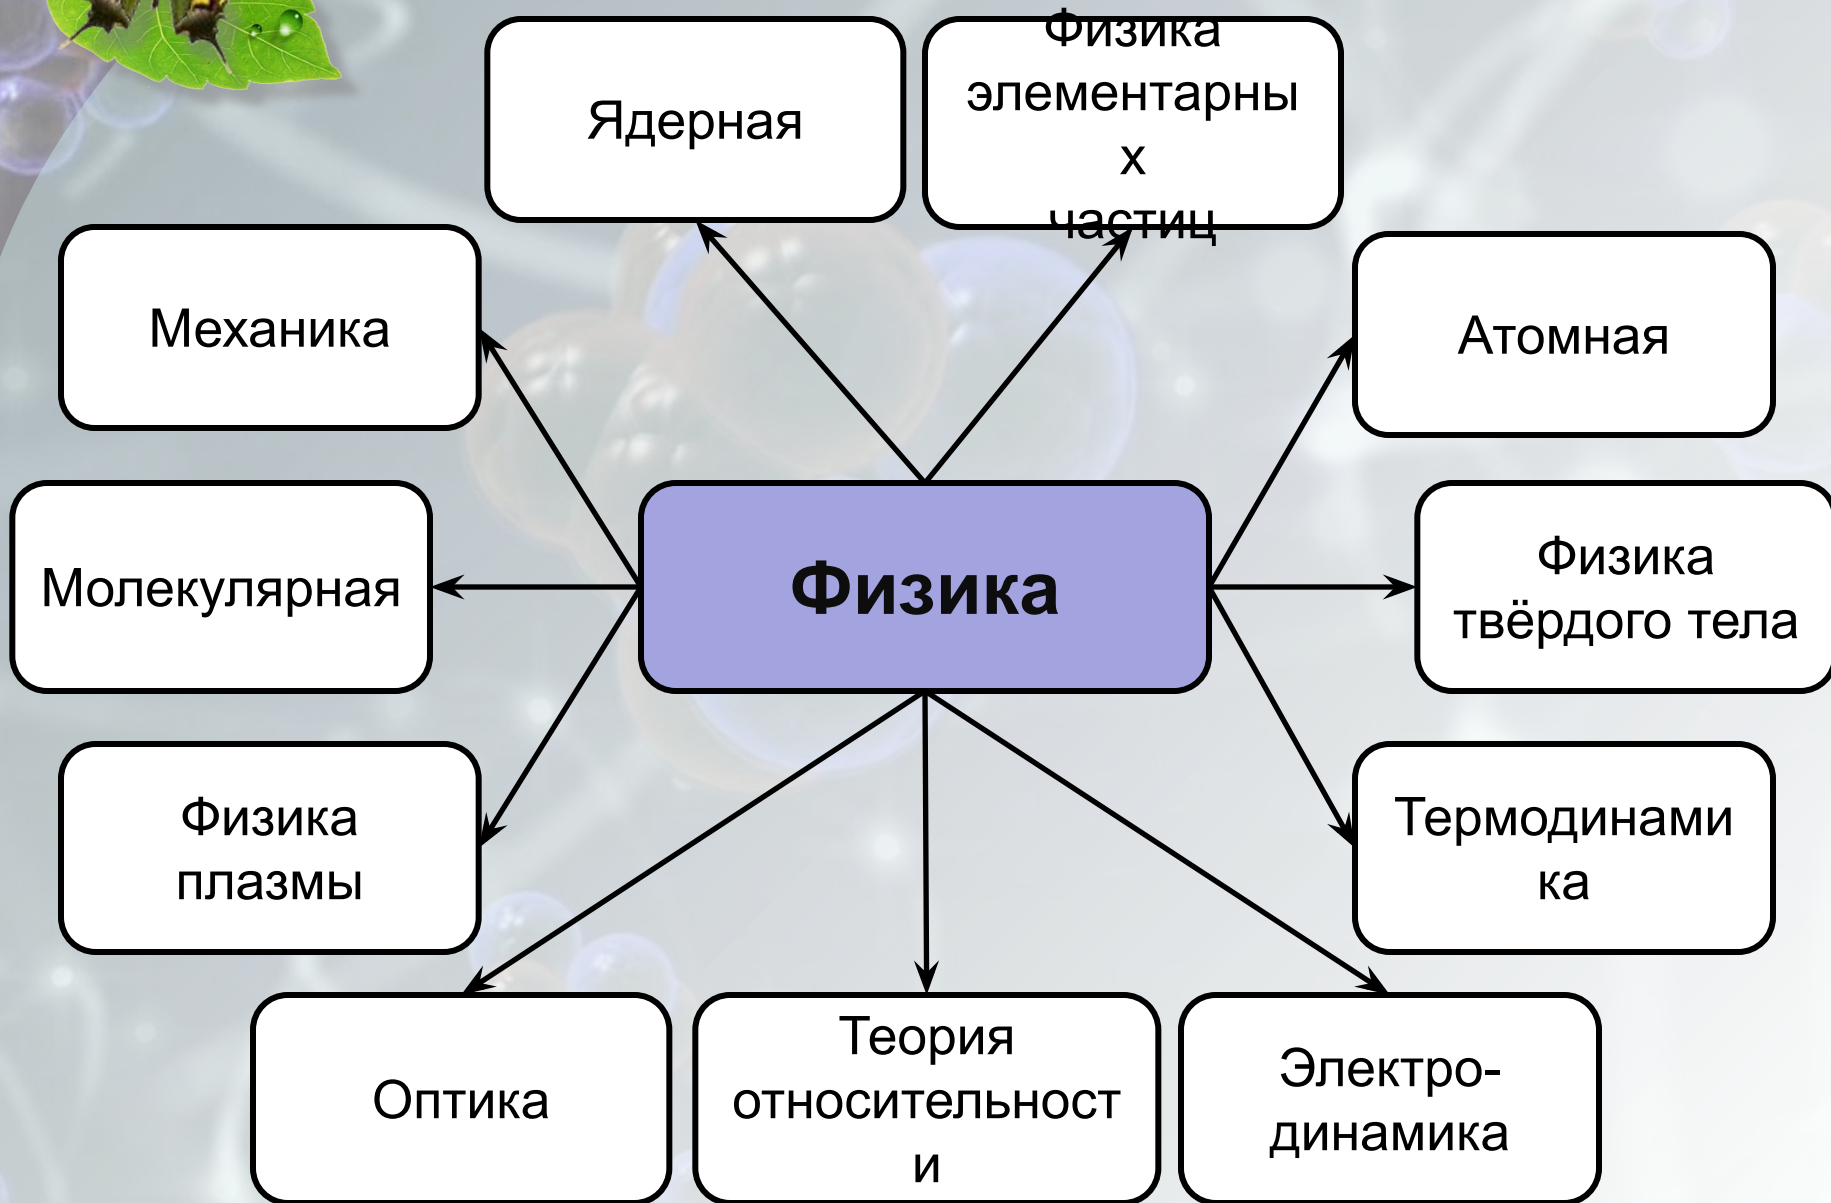 Ядерная
Физика
элементарны
х
частиц
Механика
Атомная
Молекулярная
Физика
Физика
твёрдого тела
Физика
плазмы
Термодинами
ка
Оптика
Теория
относительност
и
Электро-
динамика